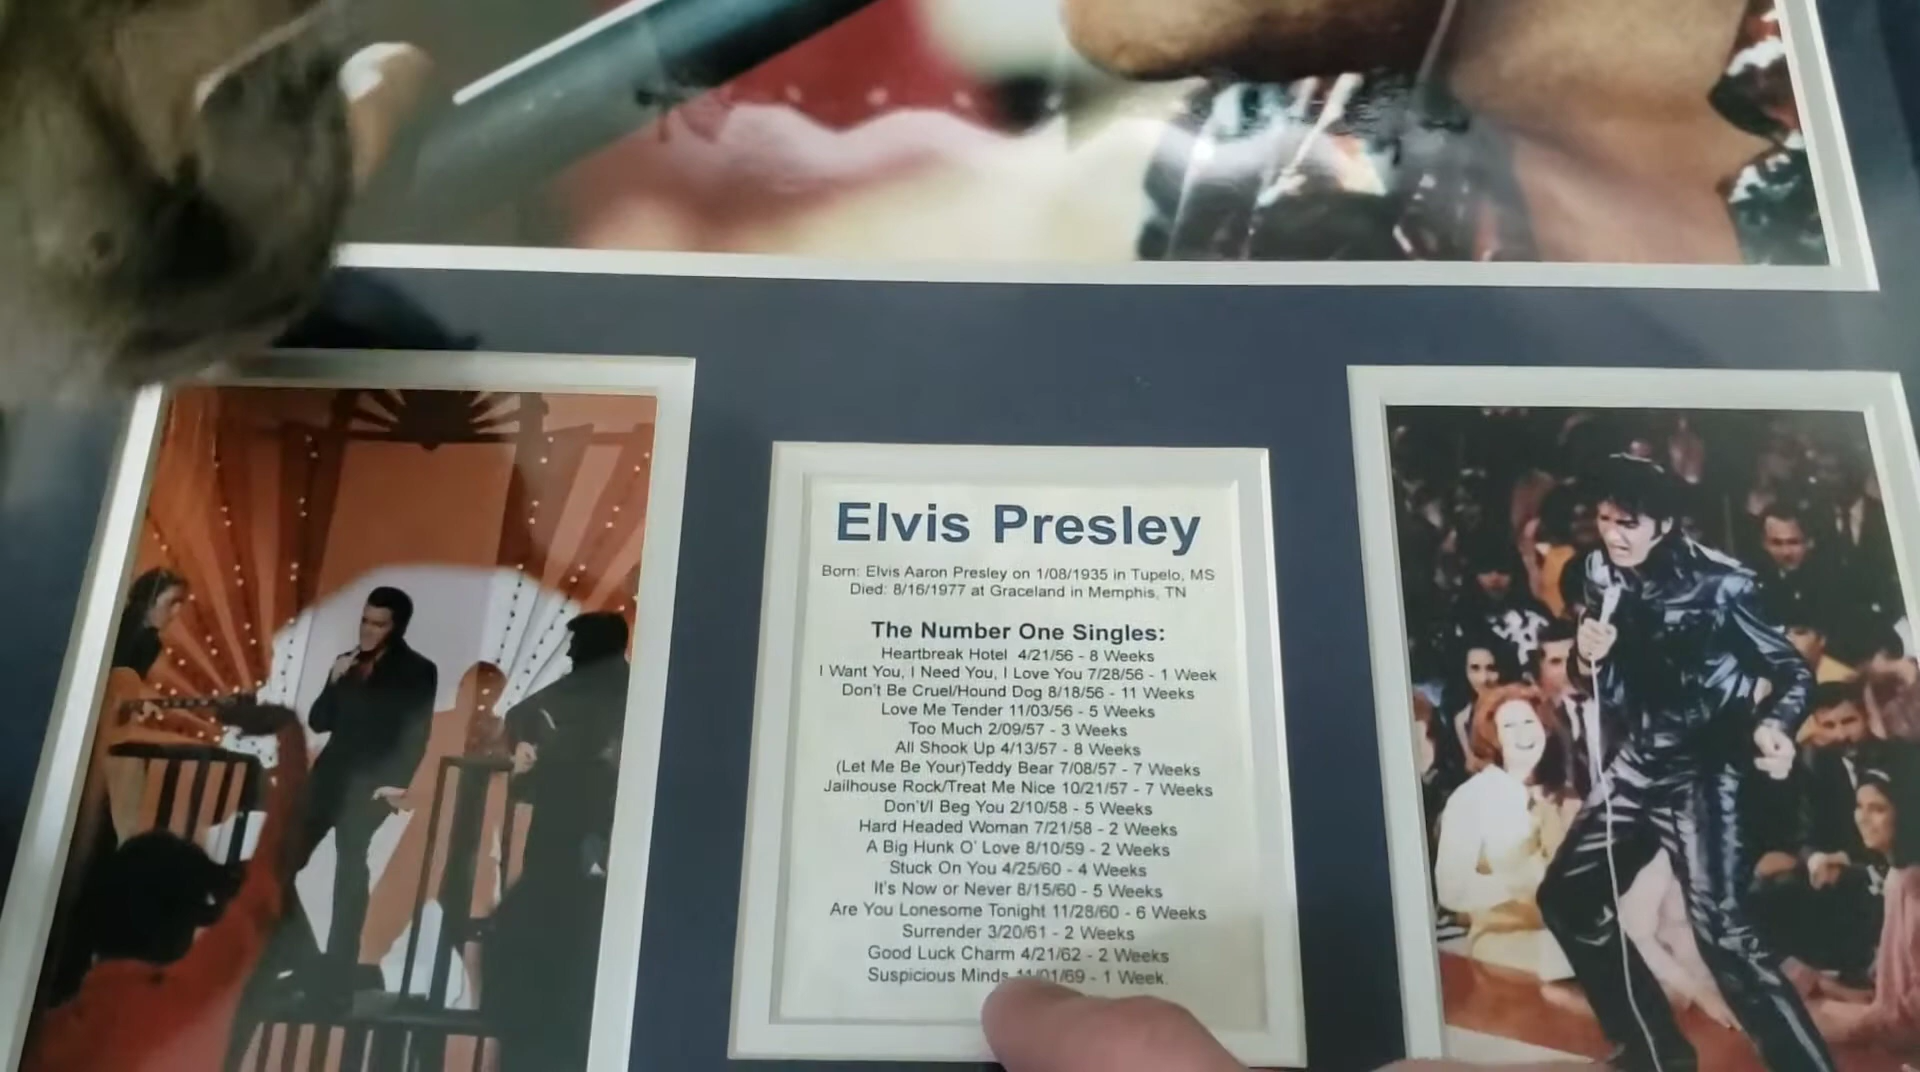 Elvis Presley
Born: Elvis Aaron Presley on 1/08/1935 in Tupelo, MS
Died: 8/16/1977 at Graceland in Memphis, TN
The Number One Singles:
Heartbreak Hotel 4/21/56 - 8 Weeks
I Want You, I Need You, I Love You 7/28/56 - 1 Week
Don't Be Cruel/Hound Dog 8/18/56 - 11 Weeks
Love Me Tender 11/03/56 - 5 Weeks
Too Much 2/09/57 - 3 Weeks
All Shook Up 4/13/57 - 8 Weeks
(Let Me Be Your)Teddy Bear 7/08/57 - 7 Weeks
Jailhouse Rock/Treat Me Nice 10/21/57 - 7 Weeks
Don't/I Beg You 2/10/58 - 5 Weeks
Hard Headed Woman 7/21/58 - 2 Weeks
A Big Hunk O' Love 8/10/59 - 2 Weeks
Stuck On You 4/25/60 - 4 Weeks
It's Now or Never 8/15/60 - 5 Weeks
Are You Lonesome Tonight 11/28/60 - 6 Weeks
Surrender 3/20/61 - 2 Weeks
Good Luck Charm 4/21/62 - 2 Weeks
Suspicious Minds 11/01/69 - 1 Week.